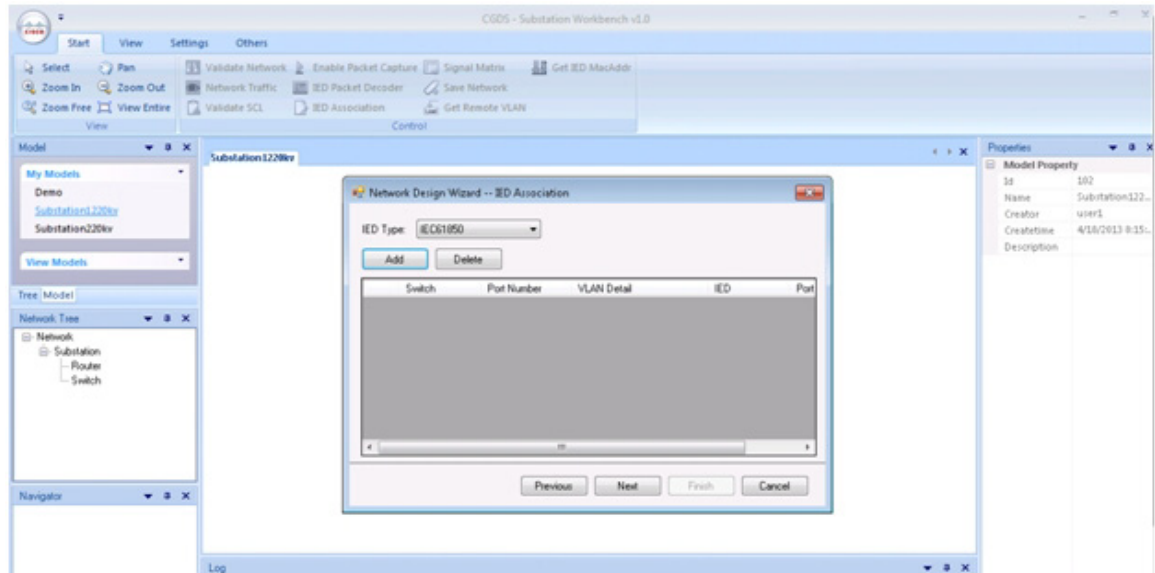 CGDS - Substation Workbench v1.0
CISCO
Start View Settings Others
Select Pan Validate Network Enable Packet Capture Signal Matrix Get IED MacAddr
Zoom In Zoom Out Network Traffic IED Packet Decoder Save Network
Zoom Free View Entire Validate SCL IED Association Get Remote VLAN
View Control
Model
My Models
Demo
Substation1220kv
Substation220kv
View Models
Tree Model
Network Tree
Network
Substation
Router
Switch
Navigator
Substation1220kv
Network Design Wizard -- IED Association
IED Type: IEC61850
Add Delete
Switch Port Number VLAN Detail IED Port
Previous Next Finish Cancel
Log
Properties
Model Property
Id 102
Name Substation122...
Creator user1
Createtime 4/18/2013 8:15:..
Description